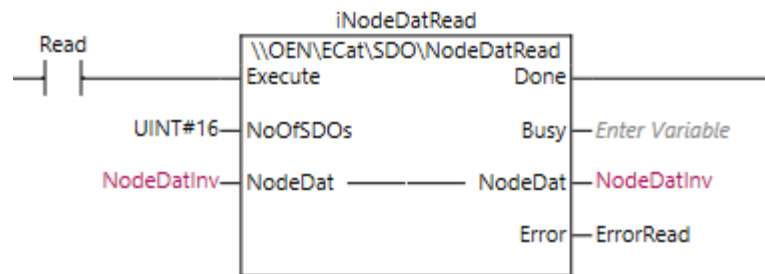 iNodeDatRead
Read
\\OEN\ECat\SDO\NodeDatRead
Execute Done
UINT#16 NoOfSDOs Busy Enter Variable
NodeDatInv NodeDat NodeDat NodeDatInv
Error ErrorRead